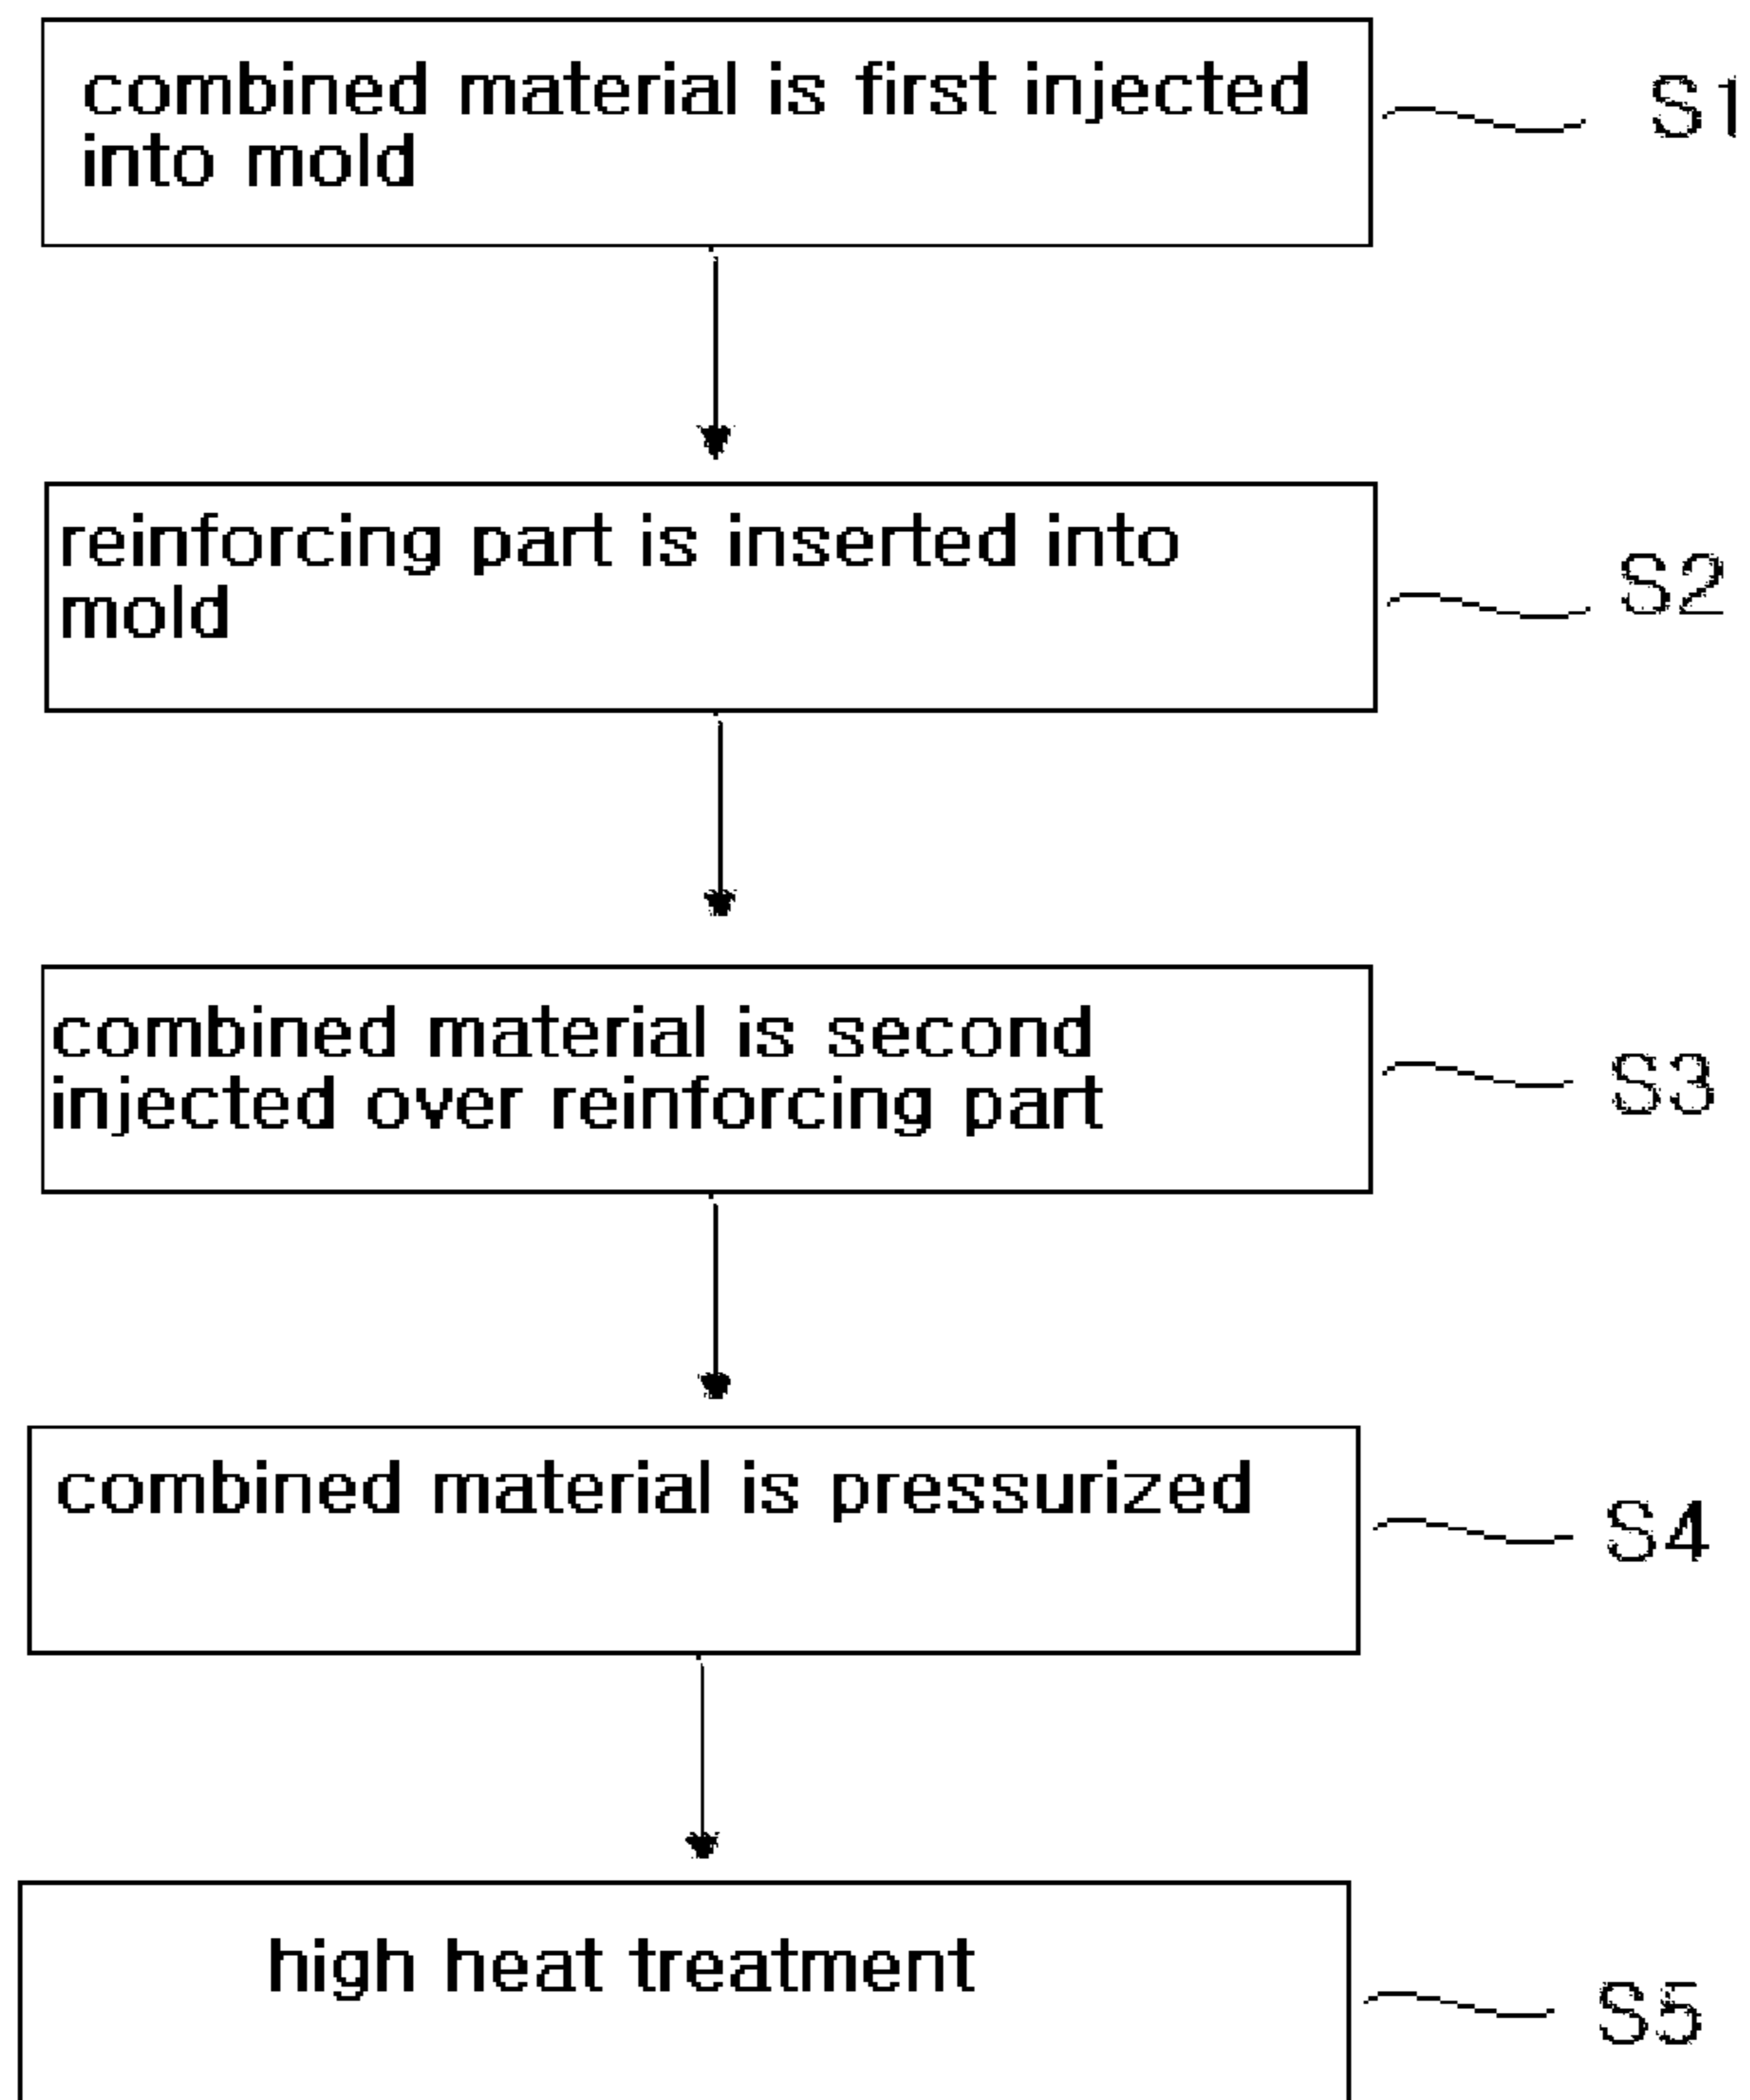 combined material is first injected
into mold
S1
reinforcing part is inserted into
mold
S2
combined material is second
injected over reinforcing part
S3
combined material is pressurized
S4
high heat treatment
S5